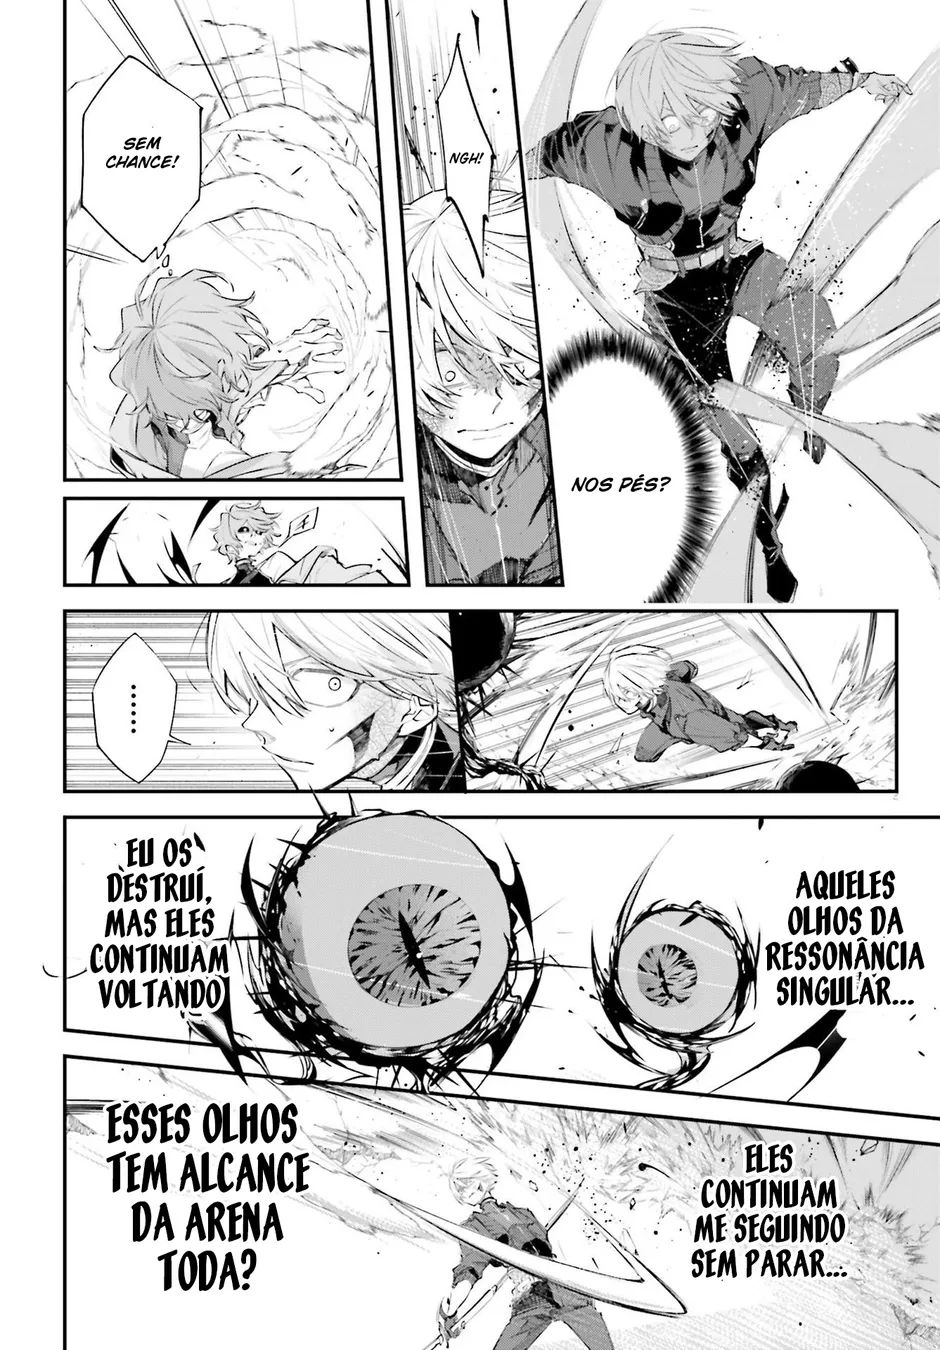 NOS PÉS?
NGH!
SEM
CHANCE!
AQUELES
OLHOS DA
RESSONÂNCIA
SINGULAR...
EU OS
DESTRUÍ,
MAS ELES
CONTINUAM
VOLTANDO
ELES
CONTINUAM
ME SEGUINDO
SEM PARAR...
ESSES OLHOS
TEM ALCANCE
DA ARENA
TODA?